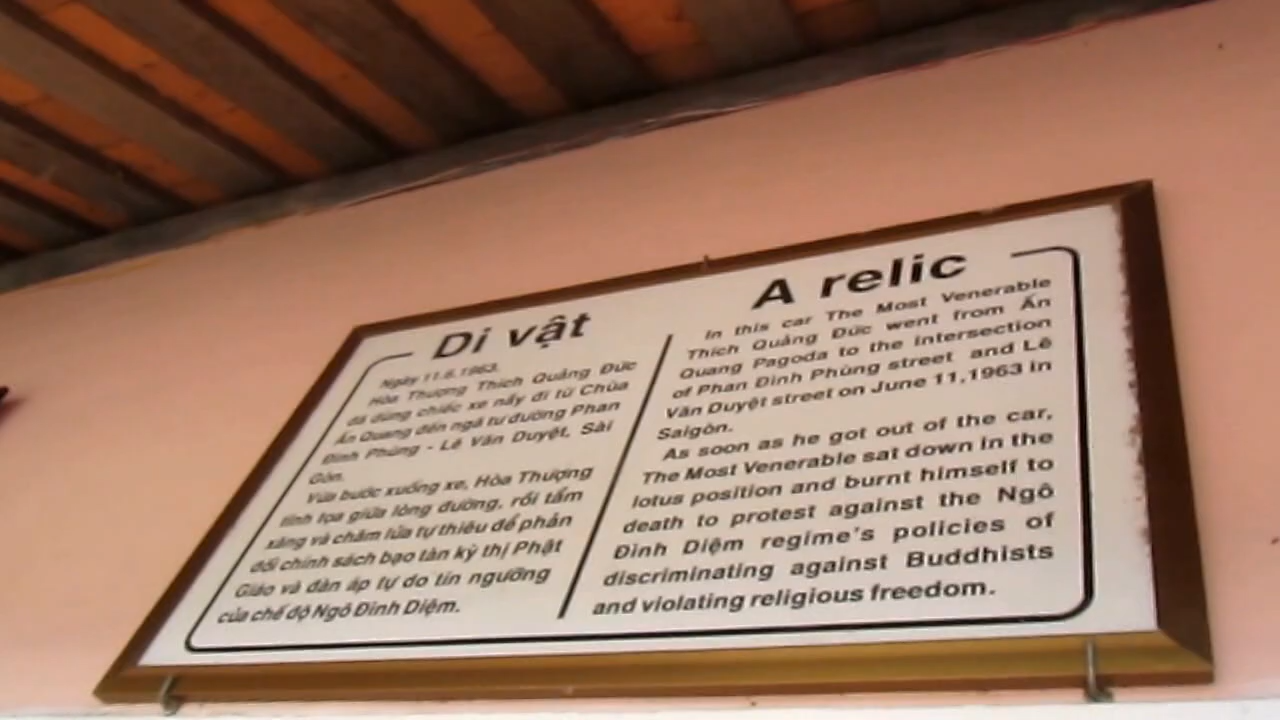 Di vật
Ngày 11.6.1963.
Hòa Thượng Thích Quảng Đức
đã dùng chiếc xe nầy đi từ Chùa
Ấn Quang đến ngã tư đường Phan
Đình Phùng - Lê Văn Duyệt, Sài
Gòn.
Vừa bước xuống xe, Hòa Thượng
tĩnh tọa giữa lòng đường, rồi tẩm
xăng và châm lửa tự thiêu để phản
đối chính sách bạo tàn kỳ thị Phật
Giáo và đàn áp tự do tín ngưỡng
của chế độ Ngô Đình Diệm.
A relic
In this car The Most Venerable
Thích Quảng Đức went from Ấn
Quang Pagoda to the intersection
of Phan Đình Phùng street and Lê
Văn Duyệt street on June 11,1963 in
Saigòn.
As soon as he got out of the car,
The Most Venerable sat down in the
lotus position and burnt himself to
death to protest against the Ngô
Đình Diệm regime's policies of
discriminating against Buddhists
and violating religious freedom.